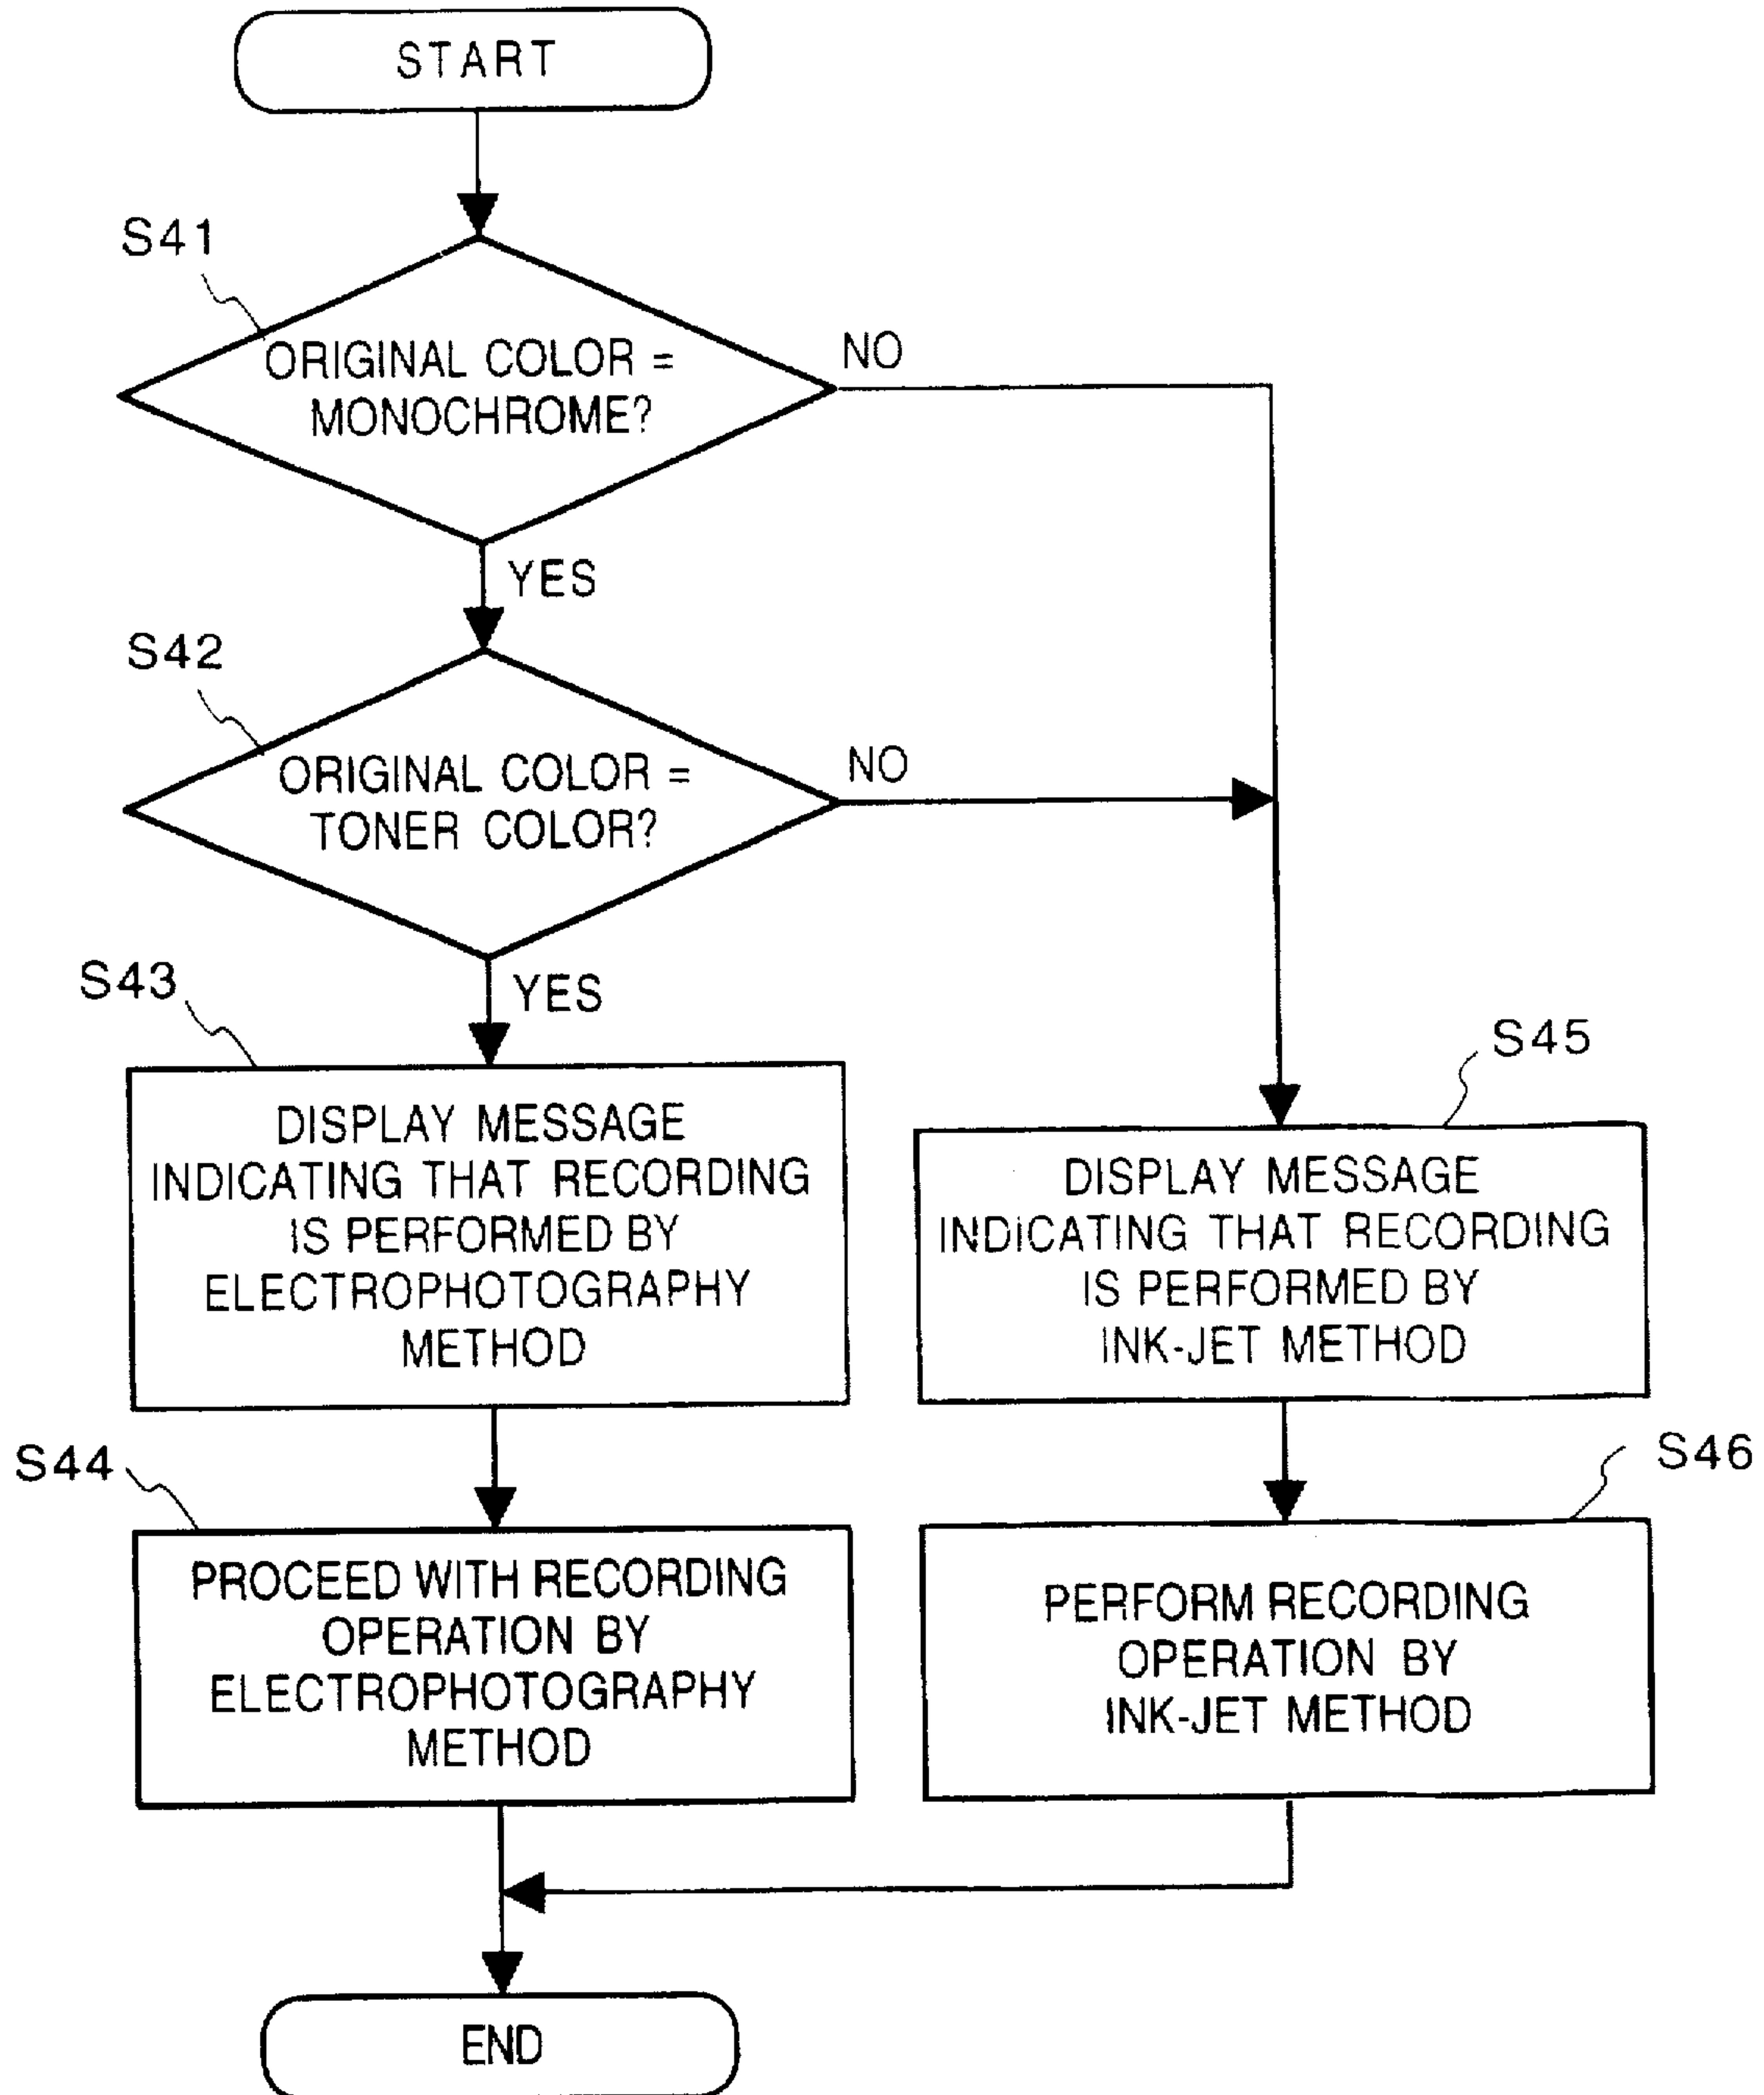 START
S41
ORIGINAL COLOR =
MONOCHROME?
NO
YES
S42
ORIGINAL COLOR =
TONER COLOR?
NO
YES
S43
DISPLAY MESSAGE
INDICATING THAT RECORDING
IS PERFORMED BY
ELECTROPHOTOGRAPHY
METHOD
S45
DISPLAY MESSAGE
INDICATING THAT RECORDING
IS PERFORMED BY
INK-JET METHOD
S44
PROCEED WITH RECORDING
OPERATION BY
ELECTROPHOTOGRAPHY
METHOD
S46
PERFORM RECORDING
OPERATION BY
INK-JET METHOD
END